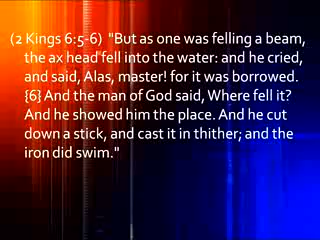 (2 Kings 6:5-6)  "But as one was felling a beam,
the ax head fell into the water: and he cried,
and said, Alas, master! for it was borrowed.
{6} And the man of God said, Where fell it?
And he showed him the place. And he cut
down a stick, and cast it in thither; and the
iron did swim."